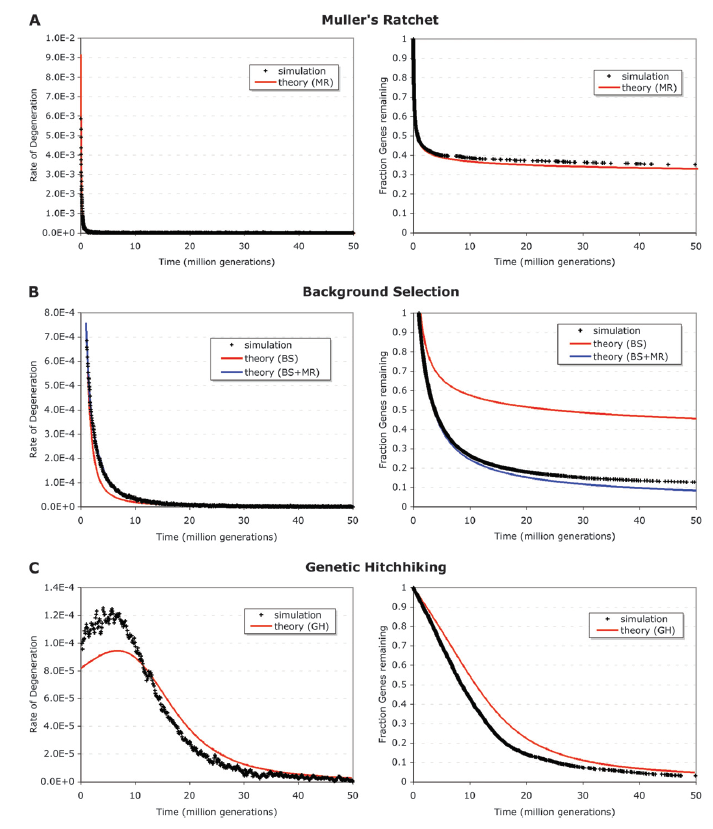 A
Muller's Ratchet
Rate of Degeneration
1.0E-2
9.0E-3
8.0E-3
7.0E-3
6.0E-3
5.0E-3
4.0E-3
3.0E-3
2.0E-3
1.0E-3
0.0E+0
simulation
theory (MR)
0 10 20 30 40 50
Time (million generations)
Fraction Genes remaining
1
0.9
0.8
0.7
0.6
0.5
0.4
0.3
0.2
0.1
0
simulation
theory (MR)
0 10 20 30 40 50
Time (million generations)
B
Background Selection
Rate of Degeneration
8.0E-4
7.0E-4
6.0E-4
5.0E-4
4.0E-4
3.0E-4
2.0E-4
1.0E-4
0.0E+0
simulation
theory (BS)
theory (BS+MR)
0 10 20 30 40 50
Time (million generations)
Fraction Genes remaining
1
0.9
0.8
0.7
0.6
0.5
0.4
0.3
0.2
0.1
0
simulation
theory (BS)
theory (BS+MR)
0 10 20 30 40 50
Time (million generations)
C
Genetic Hitchhiking
Rate of Degeneration
1.4E-4
1.2E-4
1.0E-4
8.0E-5
6.0E-5
4.0E-5
2.0E-5
0.0E+0
simulation
theory (GH)
0 10 20 30 40 50
Time (million generations)
Fraction Genes remaining
1
0.9
0.8
0.7
0.6
0.5
0.4
0.3
0.2
0.1
0
simulation
theory (GH)
0 10 20 30 40 50
Time (million generations)